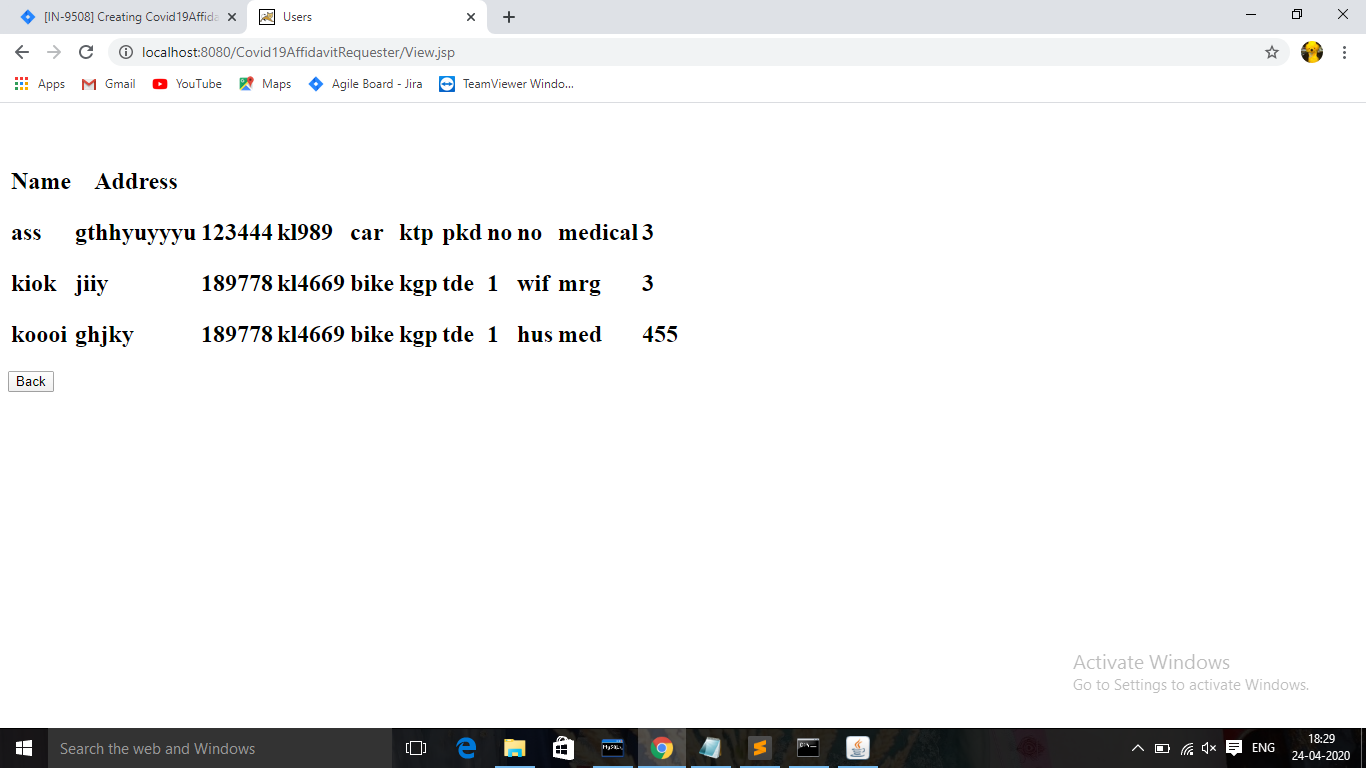 [IN-9508] Creating Covid19Affida
Users
localhost:8080/Covid19AffidavitRequester/View.jsp
Apps Gmail YouTube Maps Agile Board - Jira TeamViewer Windo...
Name Address
ass gthhyuyyyu 123444 kl989 car ktp pkd no no medical 3
kiok jiiy 189778 kl4669 bike kgp tde 1 wif mrg 3
koooi ghjky 189778 kl4669 bike kgp tde 1 hus med 455
Back
Activate Windows
Go to Settings to activate Windows.
Search the web and Windows
ENG
18:29
24-04-2020